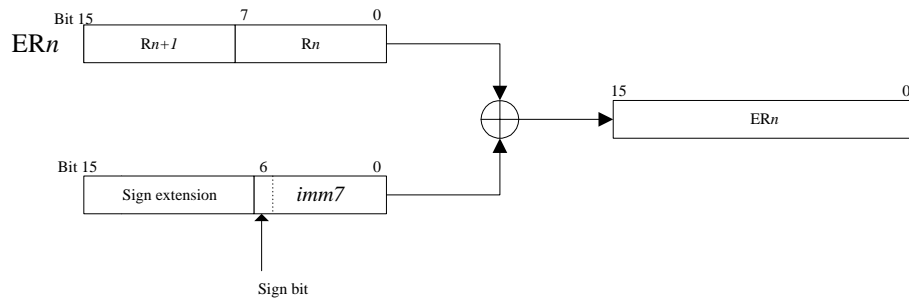 Bit 15 7 0
ERn Rn+1 Rn
15 0
ERn
Bit 15 6 0
Sign extension imm7
Sign bit